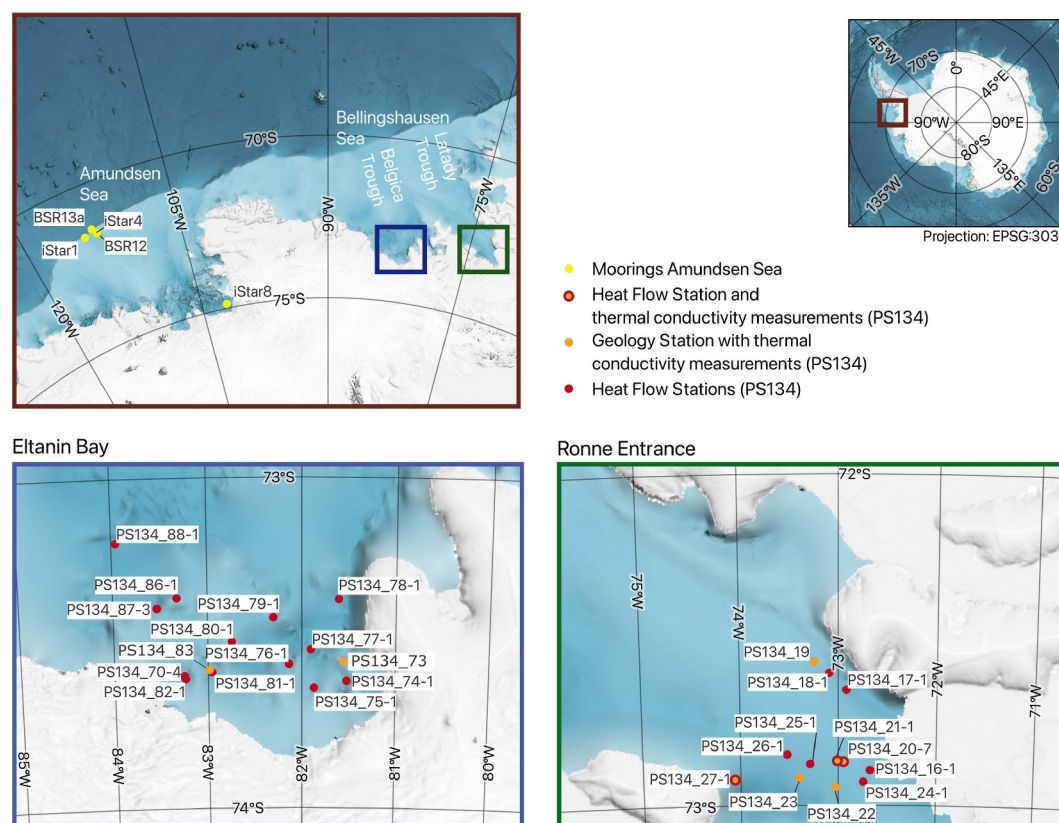 Bellingshausen
Sea
Latady
Trough
Belgica
Trough
70°S
Amundsen
Sea
105°W
90°W
75°W
BSR13a
iStar4
iStar1
BSR12
iStar8
75°S
120°W
45°W
70°S
0°
45°E
90°W
90°E
80°S
135°E
135°W
60°S
Projection: EPSG:303
Moorings Amundsen Sea
Heat Flow Station and
thermal conductivity measurements (PS134)
Geology Station with thermal
conductivity measurements (PS134)
Heat Flow Stations (PS134)
Eltanin Bay
73°S
PS134_88-1
PS134_86-1
PS134_78-1
PS134_87-3
PS134_79-1
PS134_80-1
PS134_77-1
PS134_83
PS134_76-1
PS134_73
PS134_70-4
PS134_81-1
PS134_74-1
PS134_82-1
PS134_75-1
85°W
84°W
83°W
82°W
81°W
80°W
74°S
Ronne Entrance
72°S
75°W
74°W
73°W
72°W
71°W
PS134_19
PS134_18-1
PS134_17-1
PS134_25-1
PS134_21-1
PS134_26-1
PS134_20-7
PS134_16-1
PS134_27-1
PS134_24-1
PS134_23
73°S
PS134_22